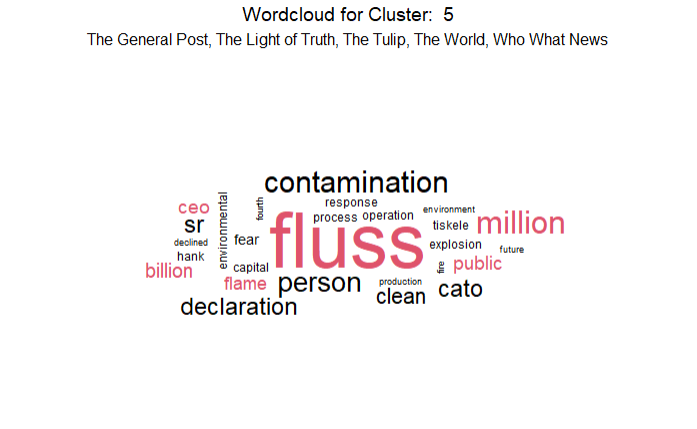 Wordcloud for Cluster: 5
The General Post, The Light of Truth, The Tulip, The World, Who What News
contamination
response
fourth
environmental
ceo
environment
process operation
million
sr
tiskele
fluss
fear
declined
explosion
future
hank
capital
fire
public
billion
flame
person
production
cato
clean
declaration